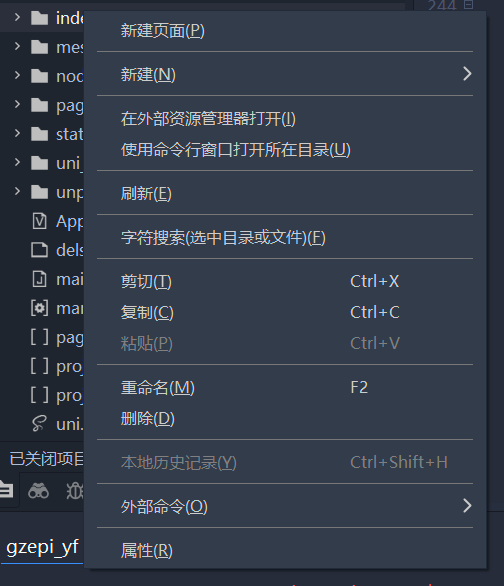 inde
244
新建页面(P)
mes
新建(N)
nod
pag
在外部资源管理器打开(I)
stat
使用命令行窗口打开所在目录(U)
uni_
unp
刷新(E)
App
字符搜索(选中目录或文件)(F)
dels
mai
剪切(T) Ctrl+X
mar
复制(C) Ctrl+C
pag
粘贴(P) Ctrl+V
proj
重命名(M) F2
proj
删除(D)
uni.
已关闭项目
本地历史记录(Y) Ctrl+Shift+H
外部命令(O)
gzepi_yf
属性(R)